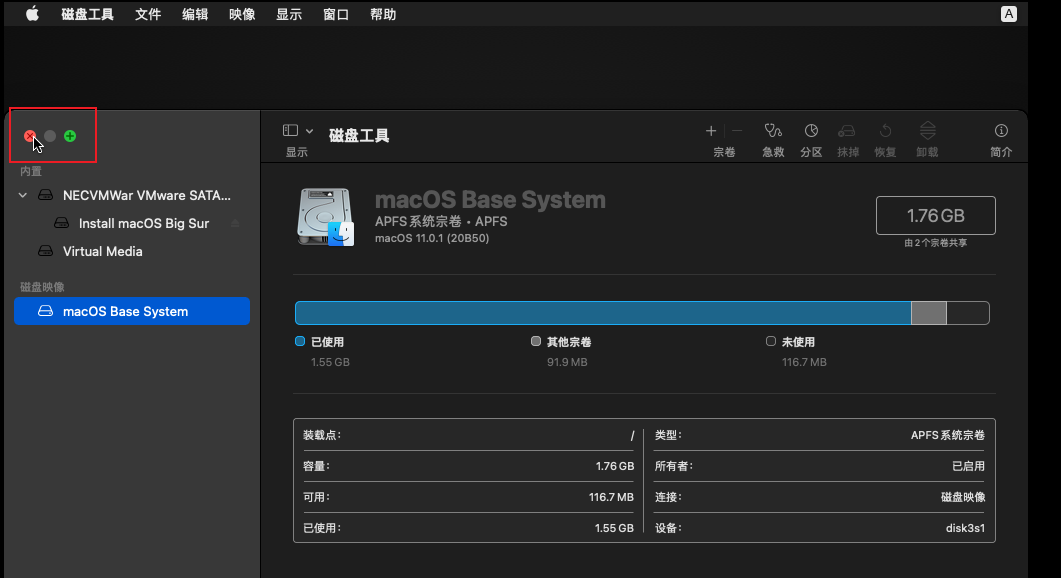 磁盘工具 文件 编辑 映像 显示 窗口 帮助 A
显示 磁盘工具 宗卷 急救 分区 抹掉 恢复 卸载 简介
内置
NECVMWar VMware SATA...
Install macOS Big Sur
Virtual Media
磁盘映像
macOS Base System
macOS Base System
APFS系统宗卷 • APFS
macOS 11.0.1 (20B50)
1.76 GB
由 2 个宗卷共享
已使用 其他宗卷 未使用
1.55 GB 91.9 MB 116.7 MB
装载点: / 类型: APFS系统宗卷
容量: 1.76 GB 所有者: 已启用
可用: 116.7 MB 连接: 磁盘映像
已使用: 1.55 GB 设备: disk3s1